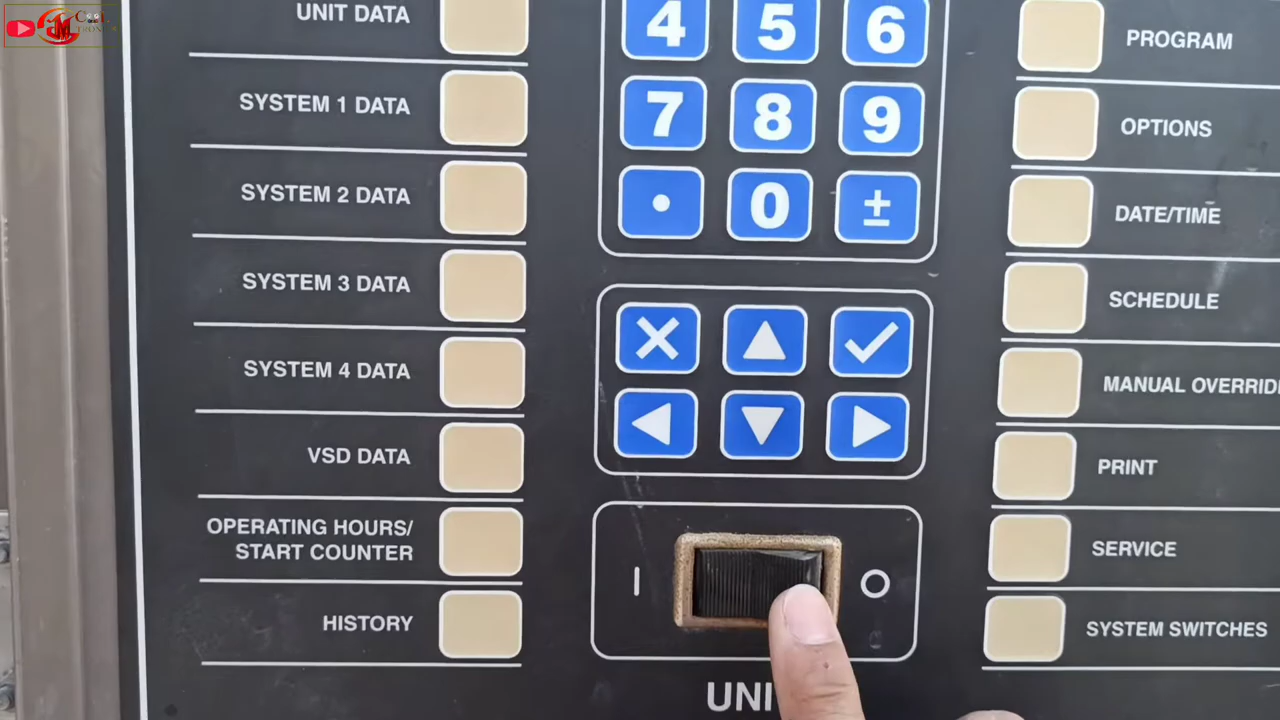 UNIT DATA
SYSTEM 1 DATA
SYSTEM 2 DATA
SYSTEM 3 DATA
SYSTEM 4 DATA
VSD DATA
OPERATING HOURS/
START COUNTER
HISTORY
4 5 6
7 8 9
• 0 ±
I O
UNI
PROGRAM
OPTIONS
DATE/TIME
SCHEDULE
MANUAL OVERRID
PRINT
SERVICE
SYSTEM SWITCHES